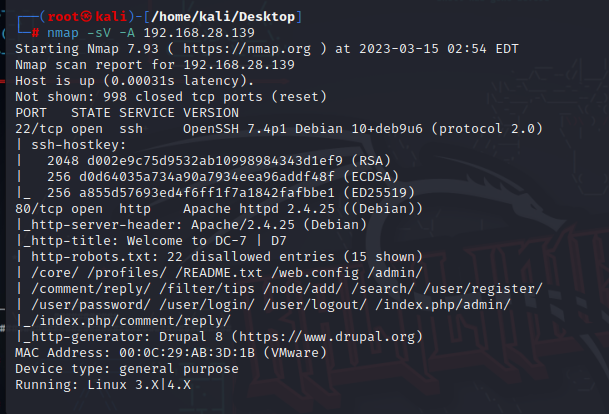 ┌──(root㉿kali)-[/home/kali/Desktop]
└─# nmap -sV -A 192.168.28.139
Starting Nmap 7.93 ( https://nmap.org ) at 2023-03-15 02:54 EDT
Nmap scan report for 192.168.28.139
Host is up (0.00031s latency).
Not shown: 998 closed tcp ports (reset)
PORT   STATE SERVICE VERSION
22/tcp open  ssh     OpenSSH 7.4p1 Debian 10+deb9u6 (protocol 2.0)
| ssh-hostkey:
|   2048 d002e9c75d9532ab10998984343d1ef9 (RSA)
|   256 d0d64035a734a90a7934eea96addf48f (ECDSA)
|_  256 a855d57693ed4f6ff1f7a1842fafbbe1 (ED25519)
80/tcp open  http    Apache httpd 2.4.25 ((Debian))
|_http-server-header: Apache/2.4.25 (Debian)
|_http-title: Welcome to DC-7 | D7
| http-robots.txt: 22 disallowed entries (15 shown)
| /core/ /profiles/ /README.txt /web.config /admin/
| /comment/reply/ /filter/tips /node/add/ /search/ /user/register/
| /user/password/ /user/login/ /user/logout/ /index.php/admin/
|_/index.php/comment/reply/
|_http-generator: Drupal 8 (https://www.drupal.org)
MAC Address: 00:0C:29:AB:3D:1B (VMware)
Device type: general purpose
Running: Linux 3.X|4.X